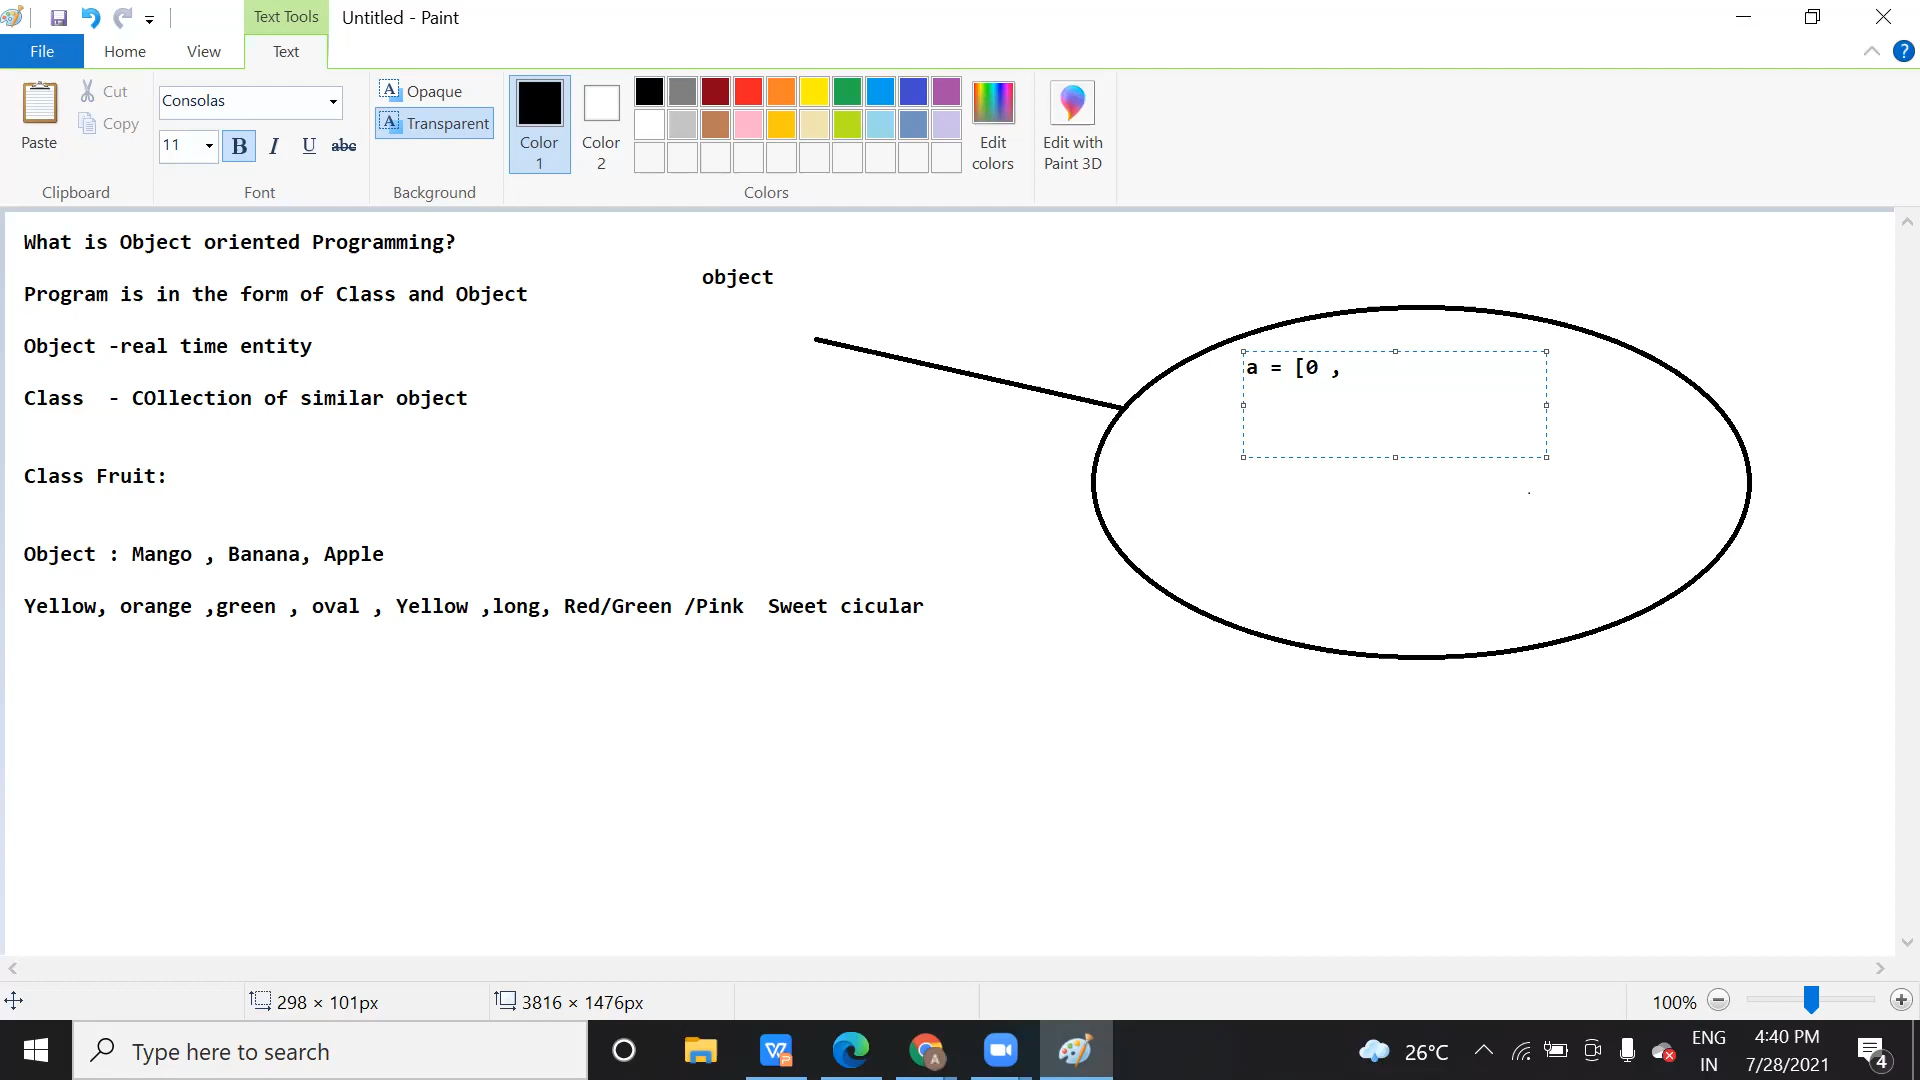 Text Tools
Untitled - Paint
File
Home
View
Text
Paste
Cut
Copy
Clipboard
Consolas
11
B
I
U
abc
Font
A Opaque
A Transparent
Background
Color 1
Color 2
Colors
Edit colors
Edit with Paint 3D
What is Object oriented Programming?
object
Program is in the form of Class and Object
Object -real time entity
a = [0 ,
Class  - COllection of similar object
Class Fruit:
Object : Mango , Banana, Apple
Yellow, orange ,green , oval , Yellow ,long, Red/Green /Pink  Sweet cicular
298 × 101px
3816 × 1476px
100%
Type here to search
26°C
ENG
IN
4:40 PM
7/28/2021
4